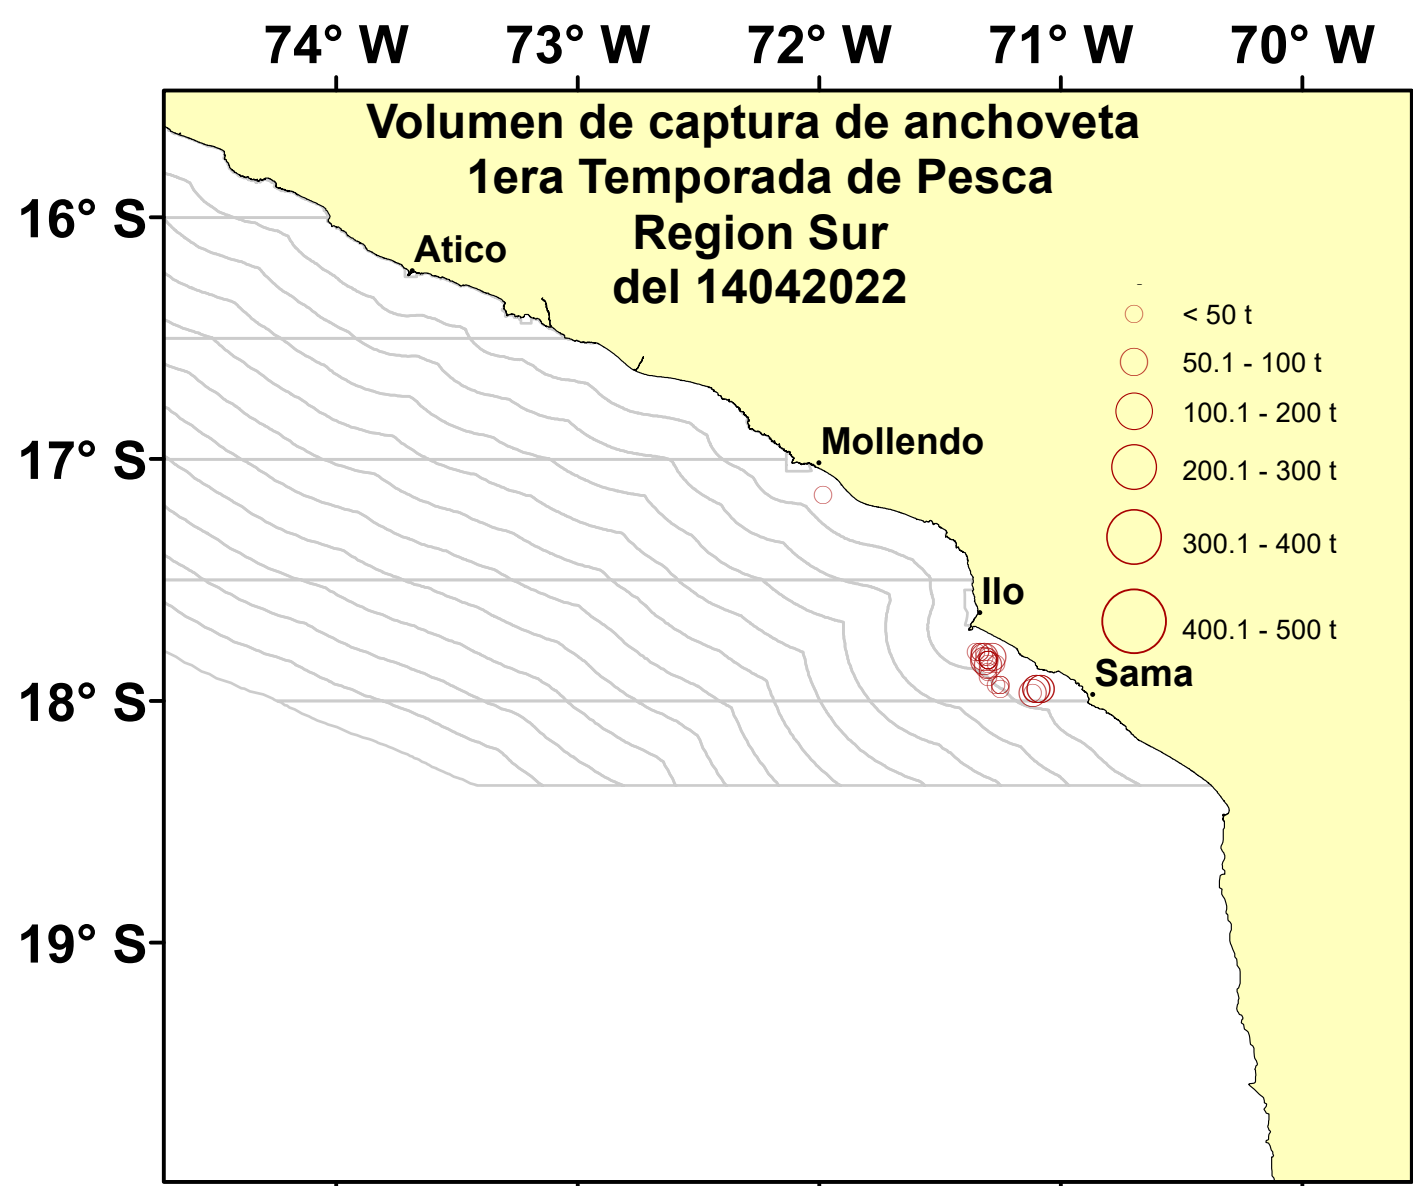 74° W 73° W 72° W 71° W 70° W
Volumen de captura de anchoveta
1era Temporada de Pesca
Region Sur
del 14042022
16° S
17° S
18° S
19° S
Atico
Mollendo
Ilo
Sama
-
< 50 t
50.1 - 100 t
100.1 - 200 t
200.1 - 300 t
300.1 - 400 t
400.1 - 500 t